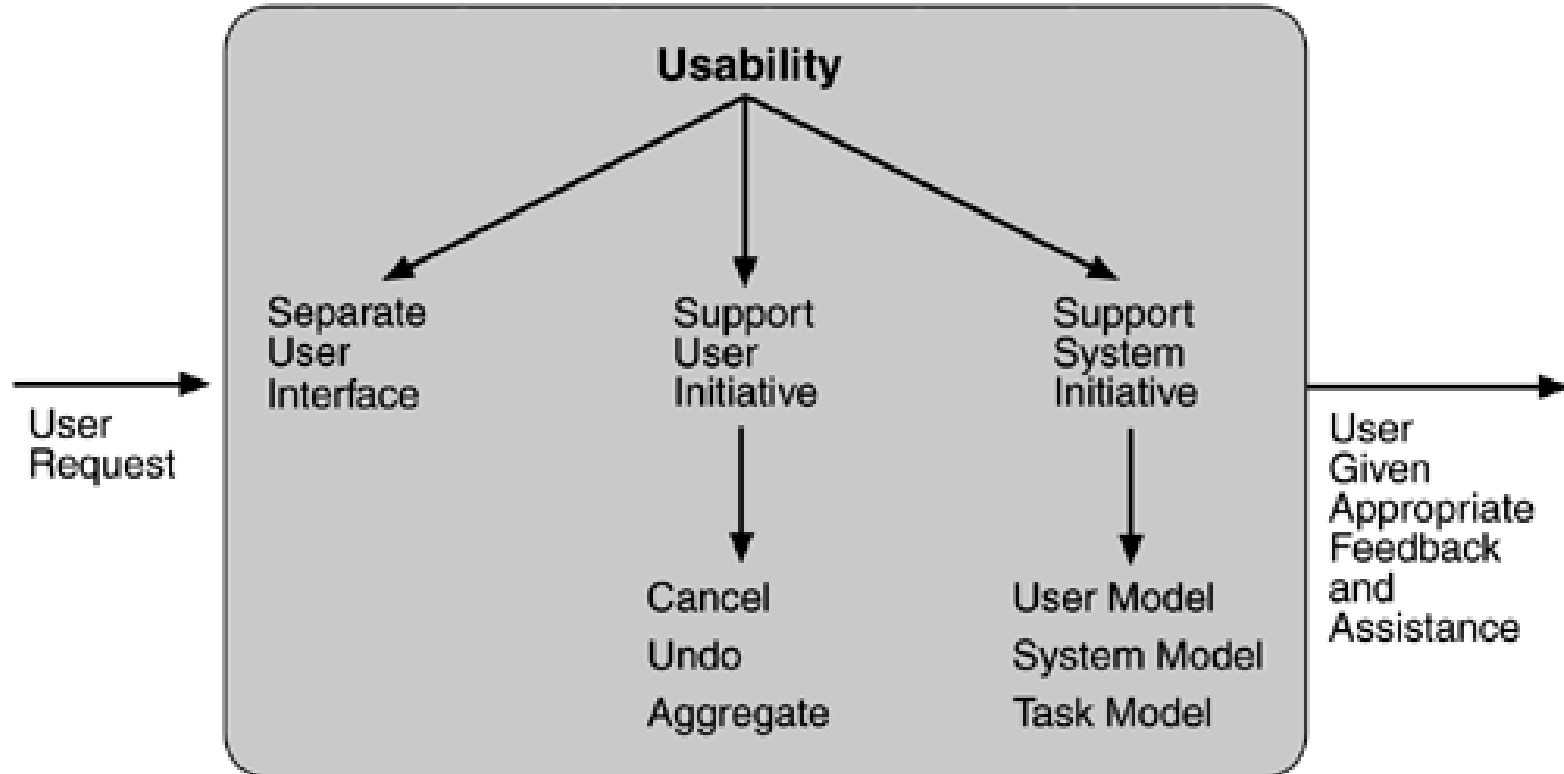 Usability
Separate
User
Interface
Support
User
Initiative
Support
System
Initiative
User
Request
User
Given
Appropriate
Feedback
and
Assistance
Cancel
Undo
Aggregate
User Model
System Model
Task Model